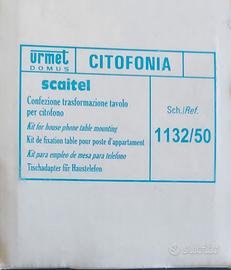 urmet
DOMUS
CITOFONIA
scaitel
Confezione trasformazione tavolo
per citofono
Kit for house phone table mounting
Kit de fixation table pour poste d'appartament
Kit para empleo de mesa para telefono
Tischadapter für Haustelefon
Sch./Ref.
1132/50